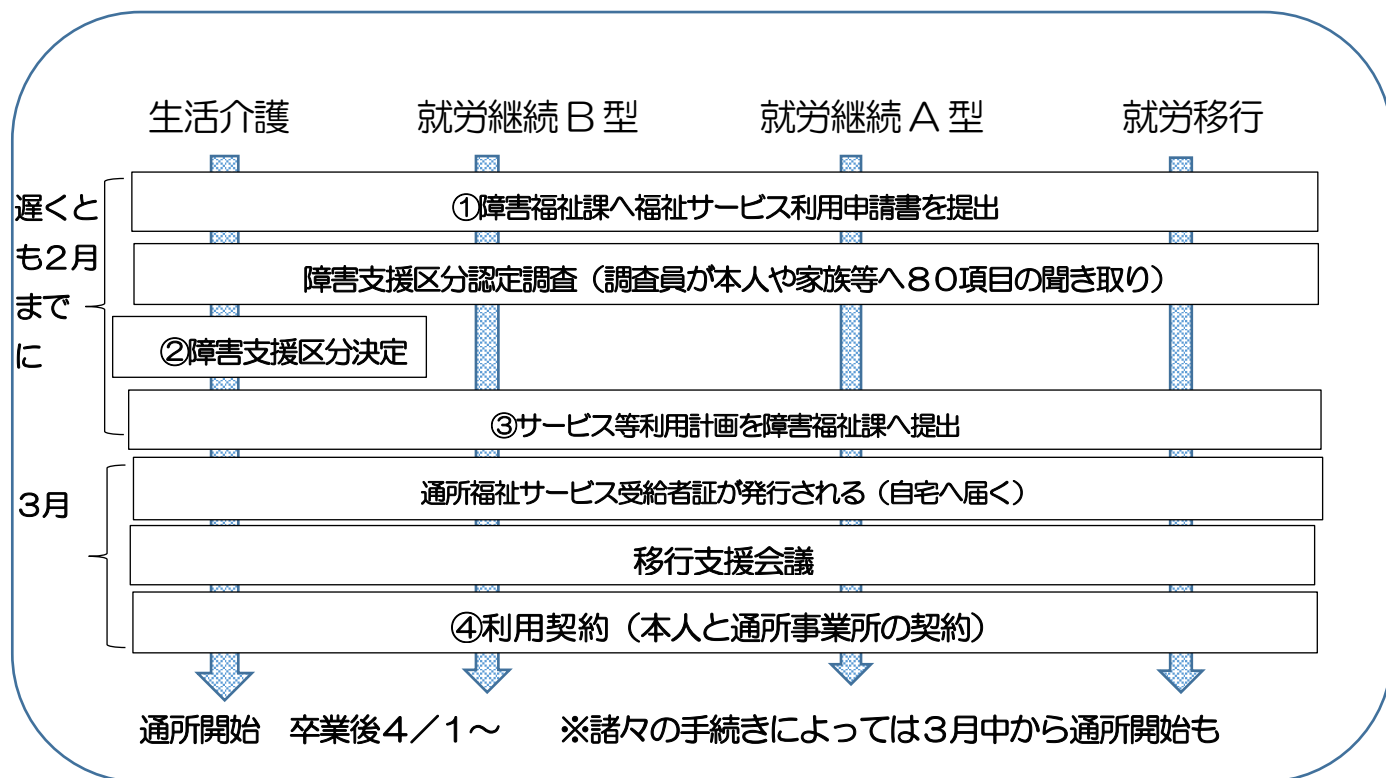 生活介護 就労継続B型 就労継続A型 就労移行
遅くと
も2月
まで
に
①障害福祉課へ福祉サービス利用申請書を提出
障害支援区分認定調査（調査員が本人や家族等へ80項目の聞き取り）
②障害支援区分決定
③サービス等利用計画を障害福祉課へ提出
3月
通所福祉サービス受給者証が発行される（自宅へ届く）
移行支援会議
④利用契約（本人と通所事業所の契約）
通所開始　卒業後4／1～　　※諸々の手続きによっては3月中から通所開始も